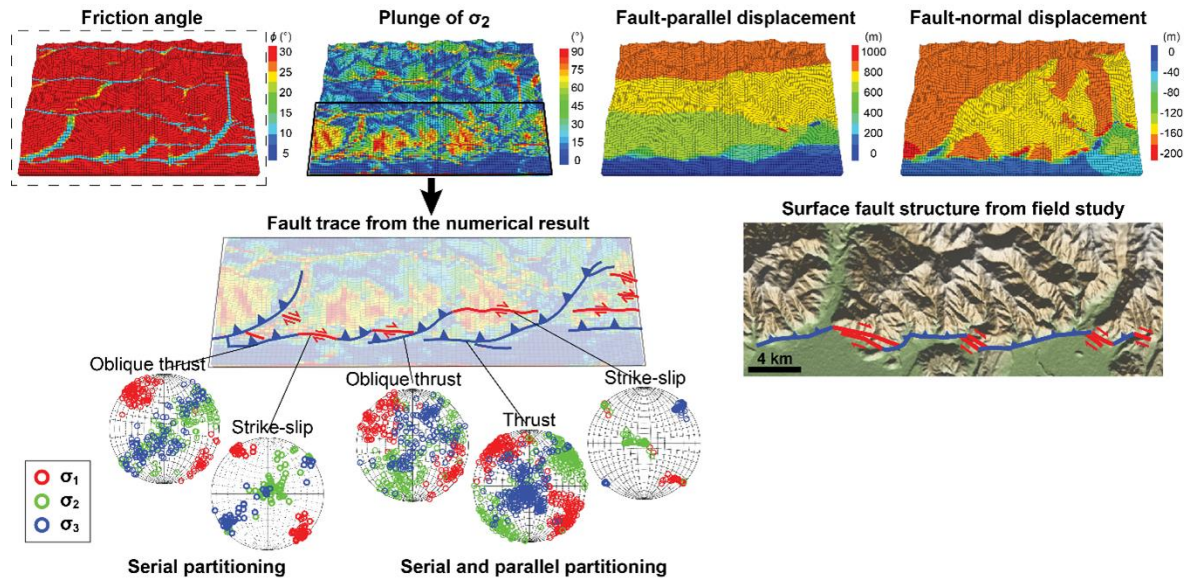 Friction angle
Plunge of σ2
Fault-parallel displacement
Fault-normal displacement
ϕ (°)
30
25
20
15
10
5
(°)
90
75
60
45
30
15
0
(m)
1000
800
600
400
200
0
(m)
0
-40
-80
-120
-160
-200
Fault trace from the numerical result
Surface fault structure from field study
4 km
Oblique thrust
Strike-slip
Oblique thrust
Thrust
Strike-slip
σ1
σ2
σ3
Serial partitioning
Serial and parallel partitioning